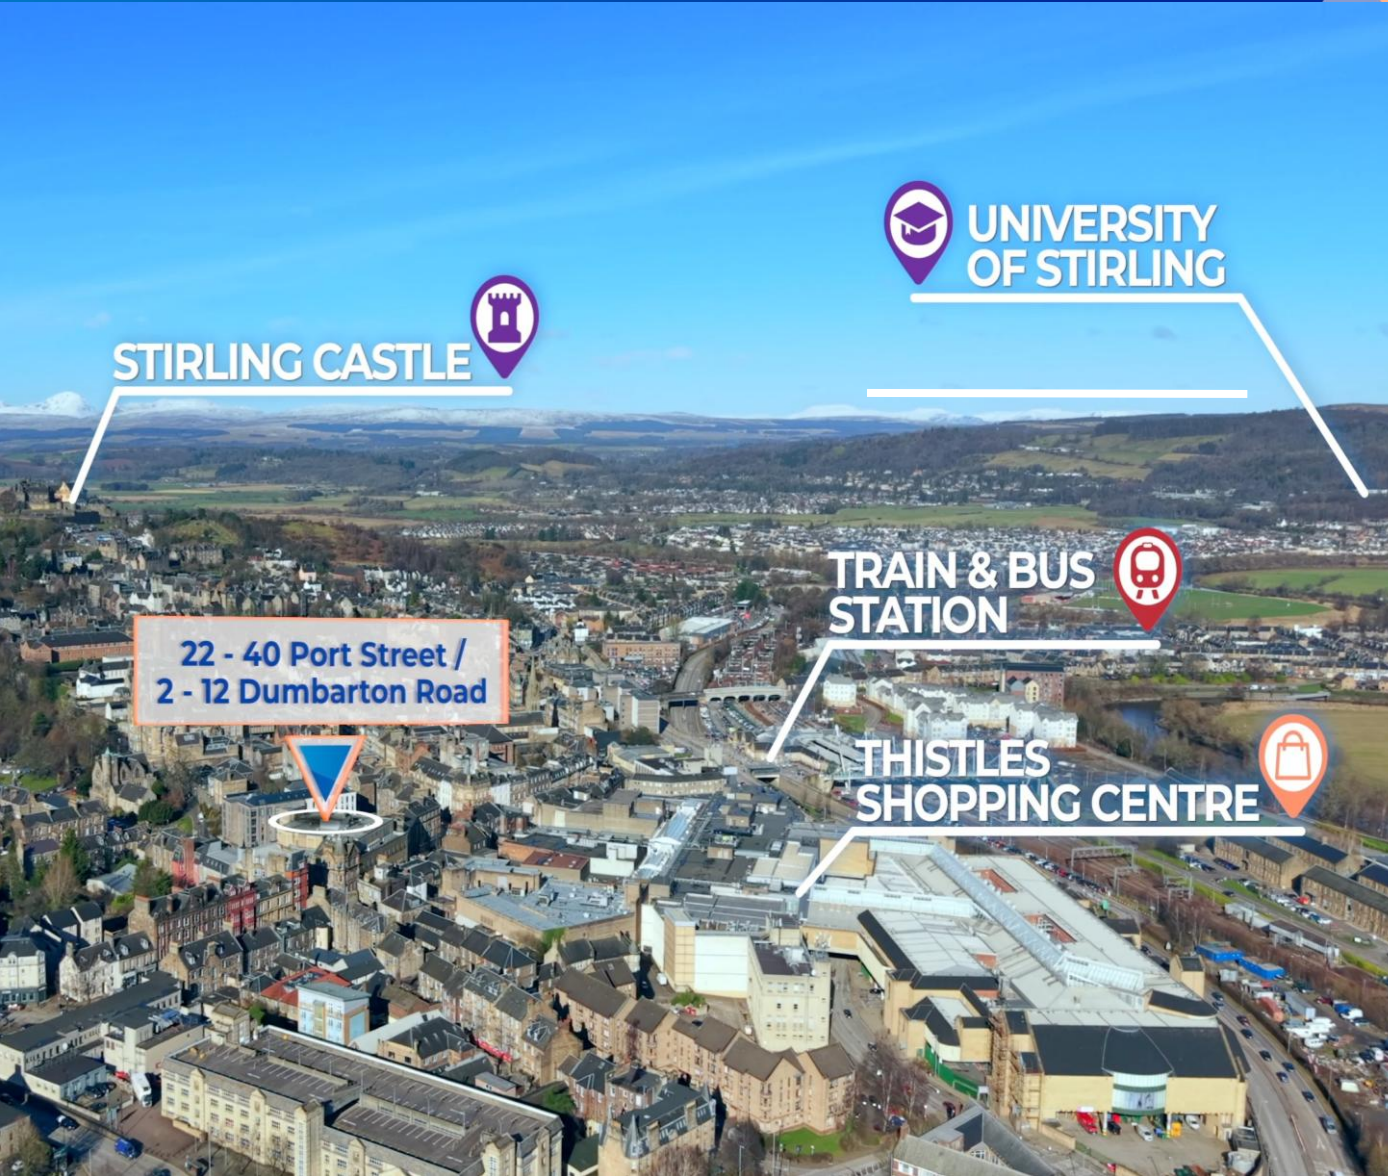 UNIVERSITY
OF STIRLING
STIRLING CASTLE
TRAIN & BUS
STATION
22 - 40 Port Street /
2 - 12 Dumbarton Road
THISTLES
SHOPPING CENTRE